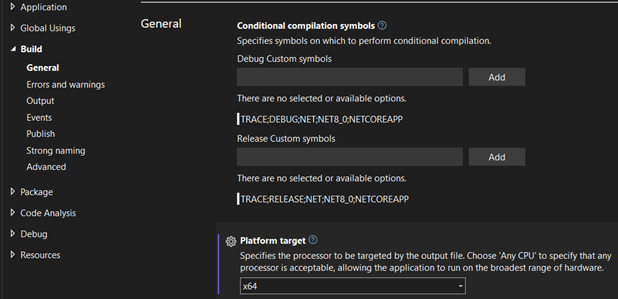 Application
Global Usings
Build
General
Errors and warnings
Output
Events
Publish
Strong naming
Advanced
Package
Code Analysis
Debug
Resources
General
Conditional compilation symbols
Specifies symbols on which to perform conditional compilation.
Debug Custom symbols
Add
There are no selected or available options.
TRACE;DEBUG;NET;NET8_0;NETCOREAPP
Release Custom symbols
Add
There are no selected or available options.
TRACE;RELEASE;NET;NET8_0;NETCOREAPP
Platform target
Specifies the processor to be targeted by the output file. Choose 'Any CPU' to specify that any
processor is acceptable, allowing the application to run on the broadest range of hardware.
x64